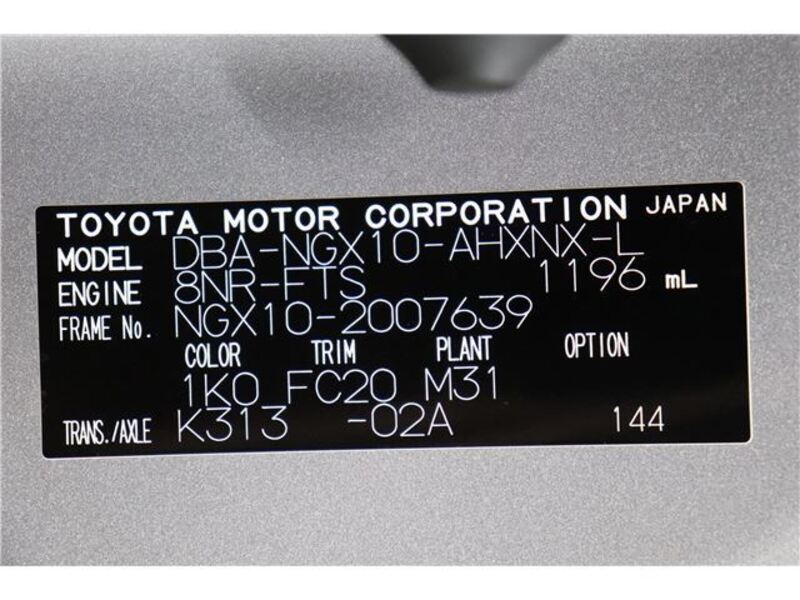 TOYOTA MOTOR CORPORATION JAPAN
MODEL DBA-NGX10-AHXNX-L
ENGINE 8NR-FTS 1196 mL
FRAME No. NGX10-2007639
COLOR TRIM PLANT OPTION
1K0 FC20 M31
TRANS./AXLE K313 -02A 144